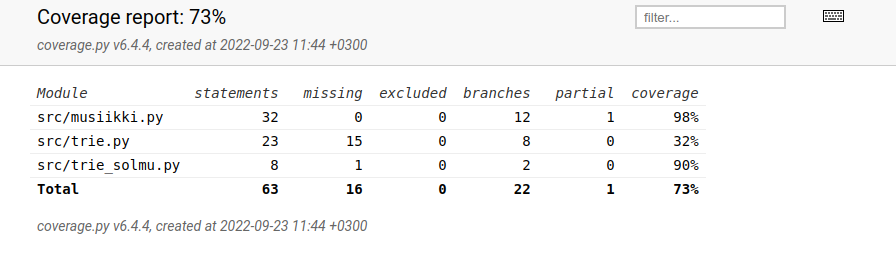 Coverage report: 73%
filter...
coverage.py v6.4.4, created at 2022-09-23 11:44 +0300
Module statements missing excluded branches partial coverage
src/musiikki.py 32 0 0 12 1 98%
src/trie.py 23 15 0 8 0 32%
src/trie_solmu.py 8 1 0 2 0 90%
Total 63 16 0 22 1 73%
coverage.py v6.4.4, created at 2022-09-23 11:44 +0300